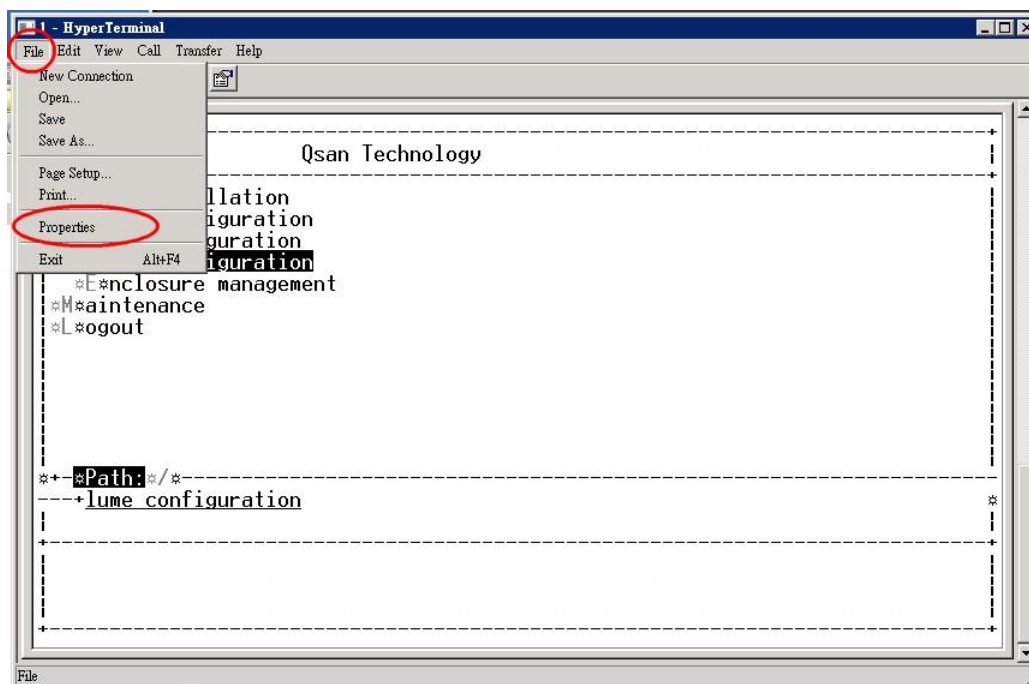 1 - HyperTerminal
File Edit View Call Transfer Help
New Connection
Open...
Save
Save As...
Page Setup...
Print...
Properties
Exit Alt+F4
Qsan Technology
llation
iguration
guration
iguration
¤E¤nclosure management
¤M¤aintenance
¤L¤ogout
¤+-¤Path:¤/¤
---+lume configuration ¤
File